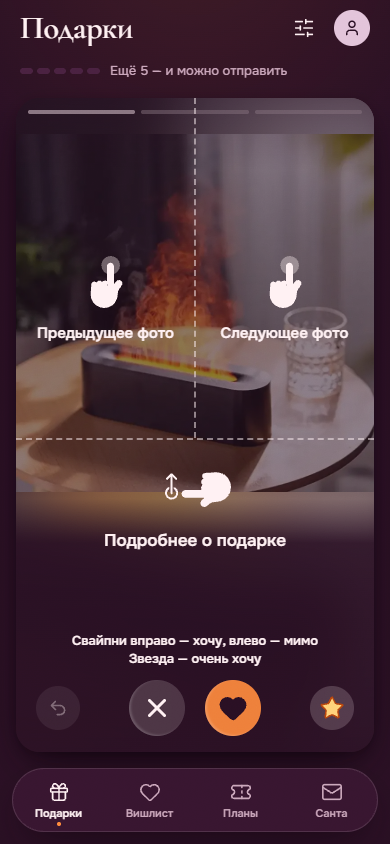 Подарки
Ещё 5 — и можно отправить
Предыдущее фото
Следующее фото
Подробнее о подарке
Свайпни вправо — хочу, влево — мимо
Звезда — очень хочу
Подарки
Вишлист
Планы
Санта